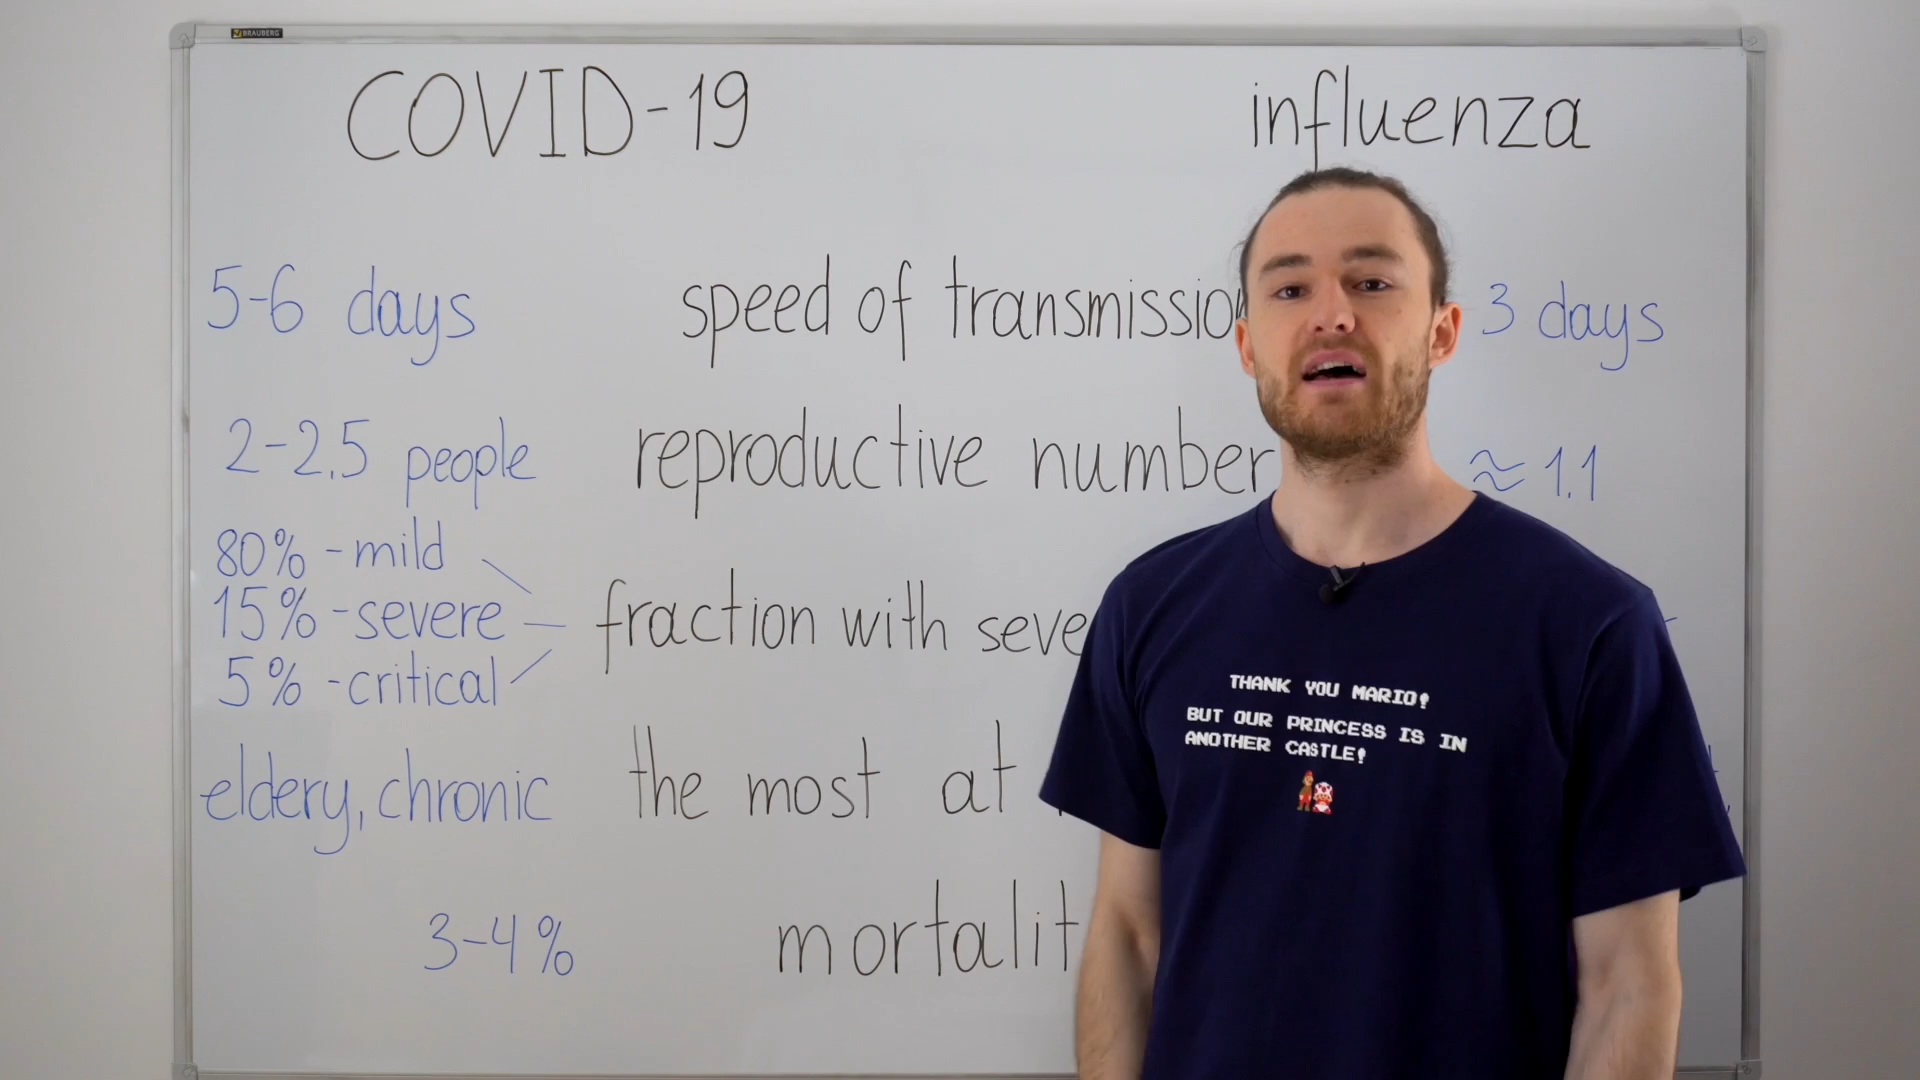 BRAUBERG
COVID-19 influenza
5-6 days speed of transmission 3 days
2-2.5 people reproductive number ≈ 1.1
80% - mild
15% - severe fraction with seve
5% - critical
eldery, chronic the most at
3-4% mortalit
THANK YOU MARIO!
BUT OUR PRINCESS IS IN
ANOTHER CASTLE!